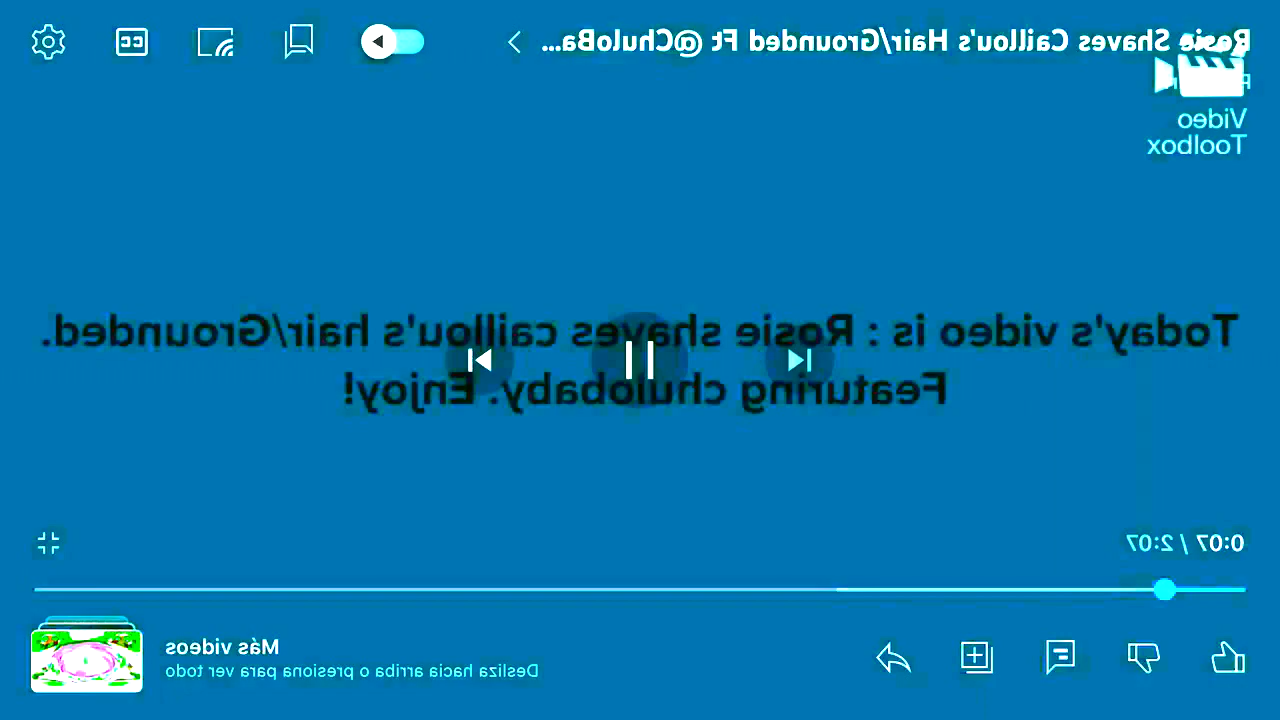 Rosie Shaves Caillou's Hair/Grounded Ft @ChuloBa...
Video
Toolbox
CC
Today's video is : Rosie shaves caillou's hair/Grounded.
Featuring chulobaby. Enjoy!
0:07 / 2:07
Más videos
Desliza hacia arriba o presiona para ver todo